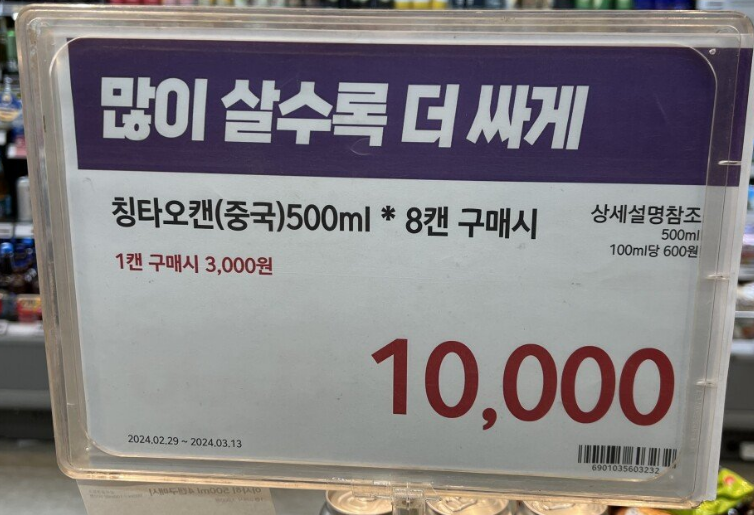 많이 살수록 더 싸게
칭타오캔(중국)500ml * 8캔 구매시
상세설명참조
500ml
100ml당 600원
1캔 구매시 3,000원
10,000
2024.02.29 ~ 2024.03.13
6901035603232